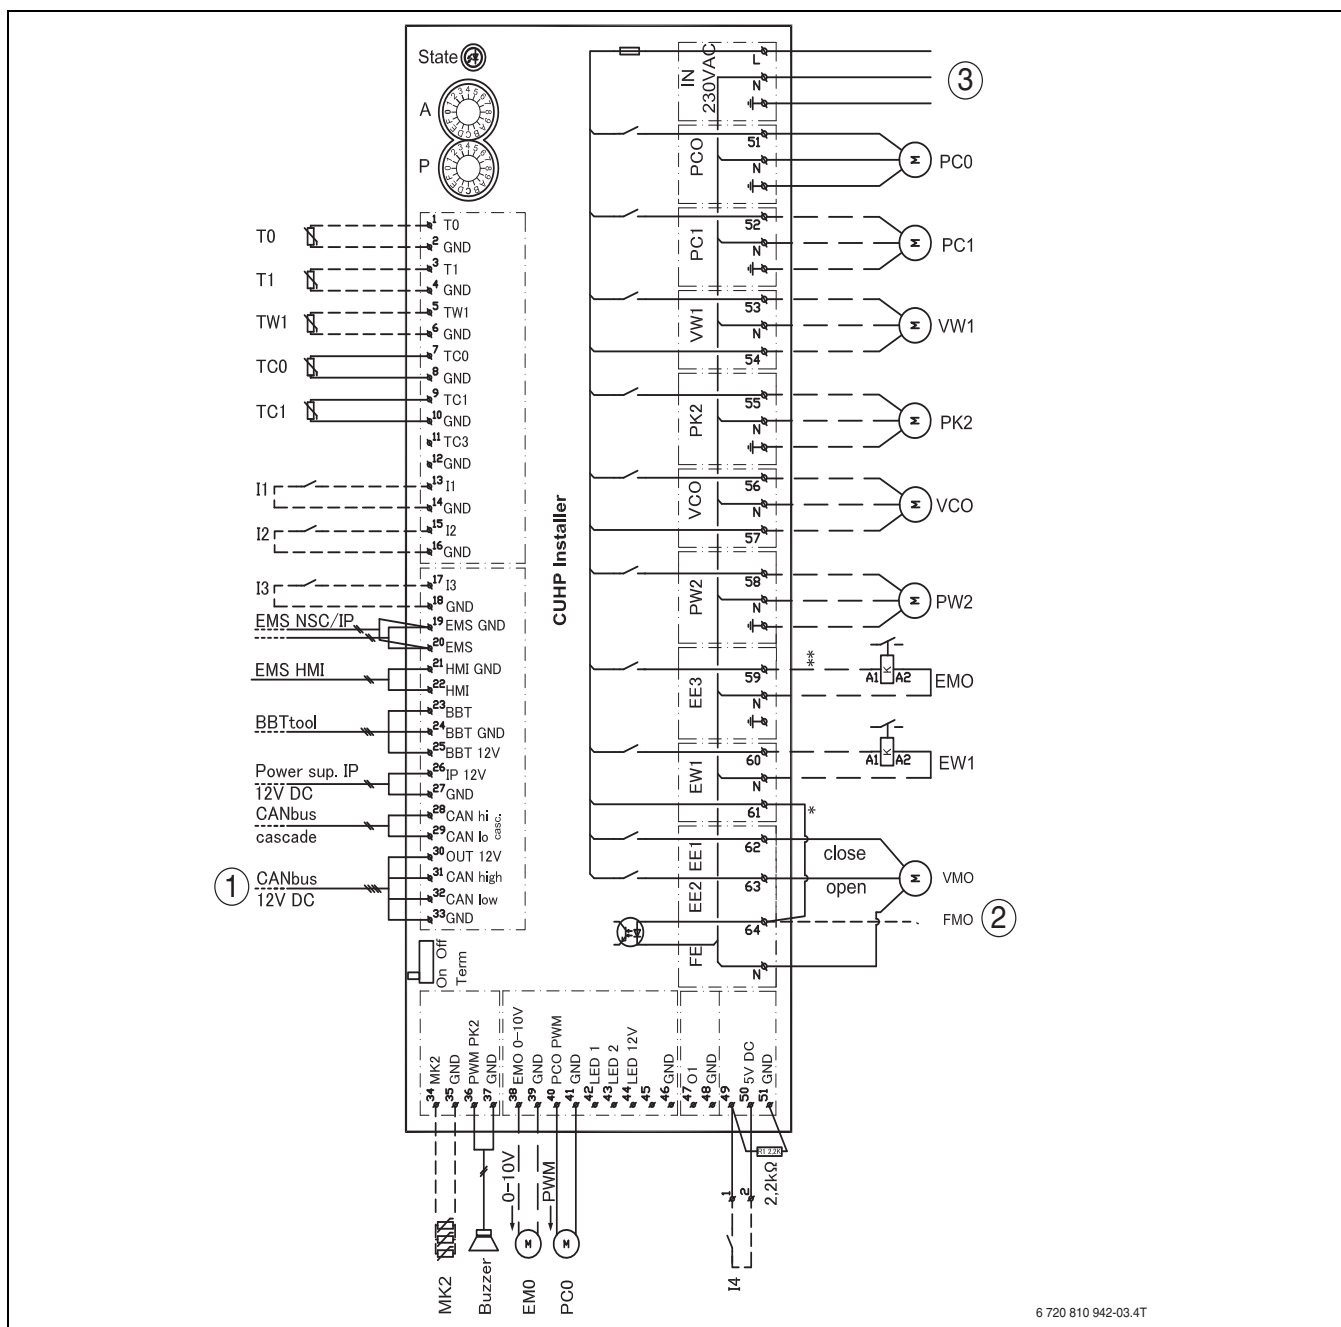 State
A
P
T0
1 T0
2 GND
T1
3 T1
4 GND
TW1
5 TW1
6 GND
TC0
7 TC0
8 GND
TC1
9 TC1
10 GND
11 TC3
12 GND
I1
13 I1
14 GND
I2
15 I2
16 GND
I3
17 I3
18 GND
EMS NSC/IP
19 EMS GND
20 EMS
EMS HMI
21 HMI GND
22 HMI
BBTtool
23 BBT
24 BBT GND
25 BBT 12V
Power sup. IP
12V DC
26 IP 12V
27 GND
CANbus
cascade
28 CAN hi casc.
29 CAN lo
30 OUT 12V
1
CANbus
12V DC
31 CAN high
32 CAN low
33 GND
On Off
Term
CUHP Installer
IN
230VAC
L
N
3
PCO
51
N
M
PC0
PC1
52
N
M
PC1
VW1
53
N
54
M
VW1
PK2
55
N
M
PK2
VCO
56
N
57
M
VCO
PW2
58
N
M
PW2
EE3
59
N
**
A1 K A2
EMO
EW1
60
N
61
A1 K A2
EW1
*
EE1
62
close
EE2
63
open
M
VMO
64
FMO
2
FE
N
34 MK2
35 GND
36 PWM PK2
37 GND
38 EMO 0-10V
39 GND
40 PCO PWM
41 GND
42 LED 1
43 LED 2
44 LED 12V
45
46 GND
47 O1
48 GND
49
50 5V DC
51 GND
0-10V
PWM
R1 2,2K
2,2kΩ
1
2
M
M
MK2
Buzzer
EM0
PC0
I4
6 720 810 942-03.4T